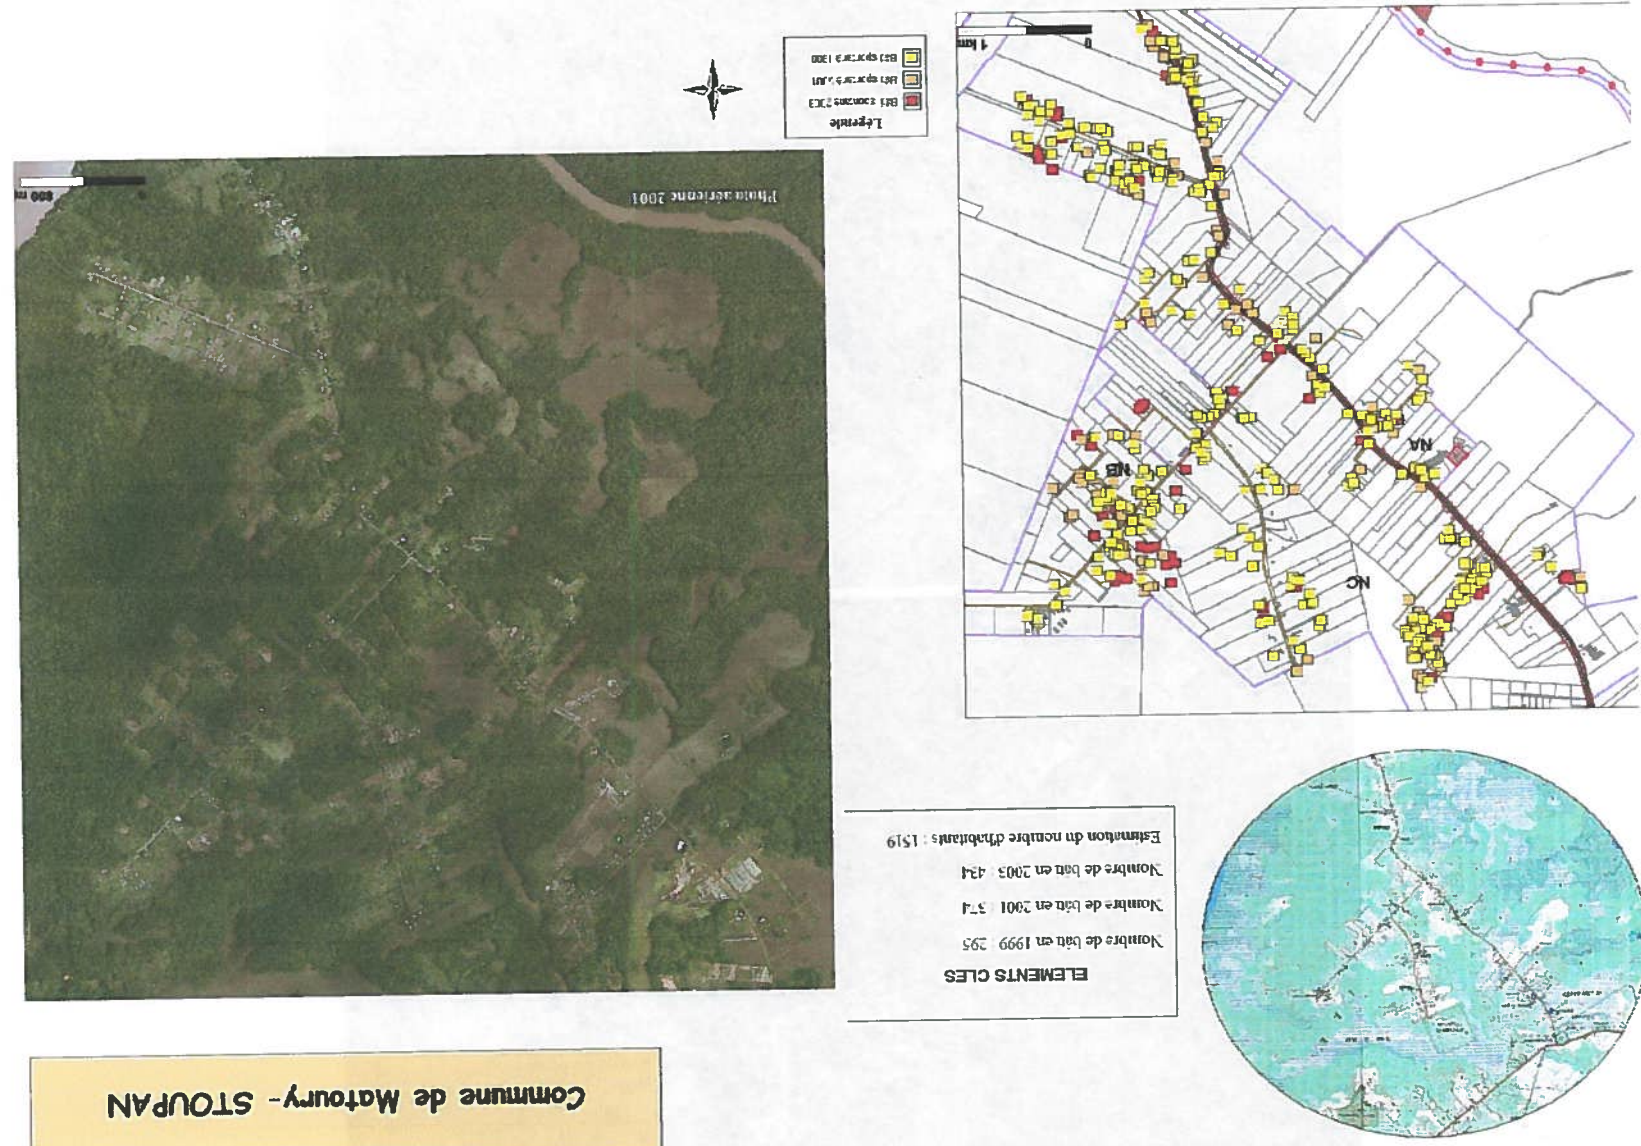 Commune de Matoury - STOUPAN
ELEMENTS CLES
Nombre de bâti en 1999 : 295
Nombre de bâti en 2001 : 374
Nombre de bâti en 2003 : 434
Estimation du nombre d'habitants : 1519
NC
NA
NB
0 1 km
Légende
Photo aérienne 2001
0 800 m